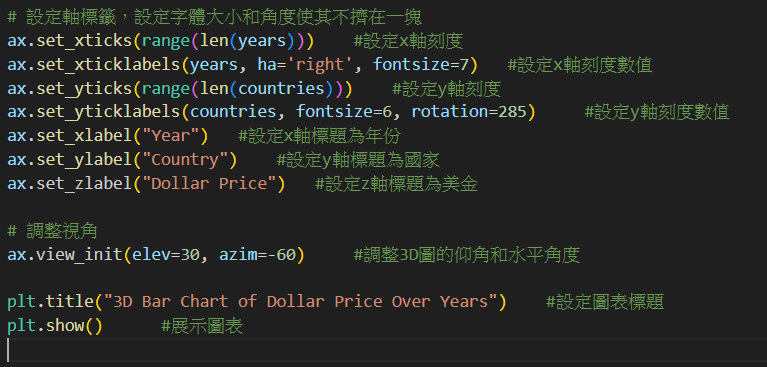 # 設定軸標籤，設定字體大小和角度使其不擠在一塊
ax.set_xticks(range(len(years)))    #設定x軸刻度
ax.set_xticklabels(years, ha='right', fontsize=7)   #設定x軸刻度數值
ax.set_yticks(range(len(countries)))    #設定y軸刻度
ax.set_yticklabels(countries, fontsize=6, rotation=285)     #設定y軸刻度數值
ax.set_xlabel("Year")   #設定x軸標題為年份
ax.set_ylabel("Country")    #設定y軸標題為國家
ax.set_zlabel("Dollar Price")   #設定z軸標題為美金
# 調整視角
ax.view_init(elev=30, azim=-60)     #調整3D圖的仰角和水平角度
plt.title("3D Bar Chart of Dollar Price Over Years")    #設定圖表標題
plt.show()      #展示圖表